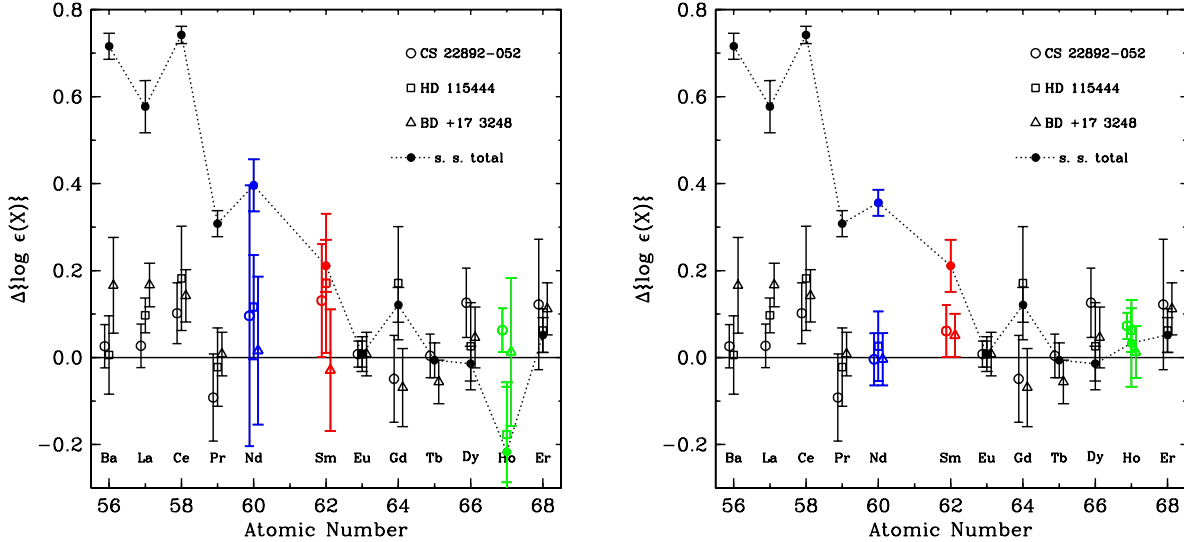 0.8
0.6
0.4
0.2
0.0
−0.2
Δ{log ε(X)}
CS 22892−052
HD 115444
BD +17 3248
s. s. total
Ba La Ce Pr Nd Sm Eu Gd Tb Dy Ho Er
56 58 60 62 64 66 68
Atomic Number
0.8
0.6
0.4
0.2
0.0
−0.2
Δ{log ε(X)}
CS 22892−052
HD 115444
BD +17 3248
s. s. total
Ba La Ce Pr Nd Sm Eu Gd Tb Dy Ho Er
56 58 60 62 64 66 68
Atomic Number